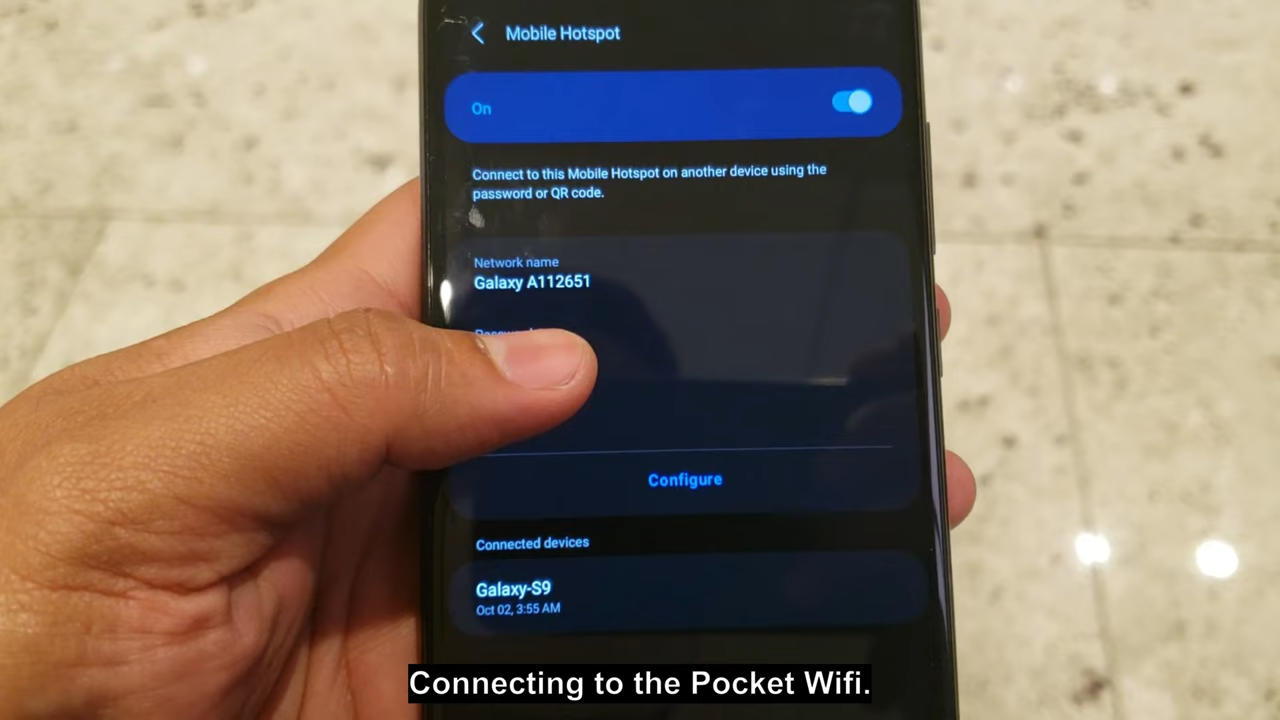 Mobile Hotspot
On
Connect to this Mobile Hotspot on another device using the
password or QR code.
Network name
Galaxy A112651
Configure
Connected devices
Galaxy-S9
Oct 02, 3:55 AM
Connecting to the Pocket Wifi.